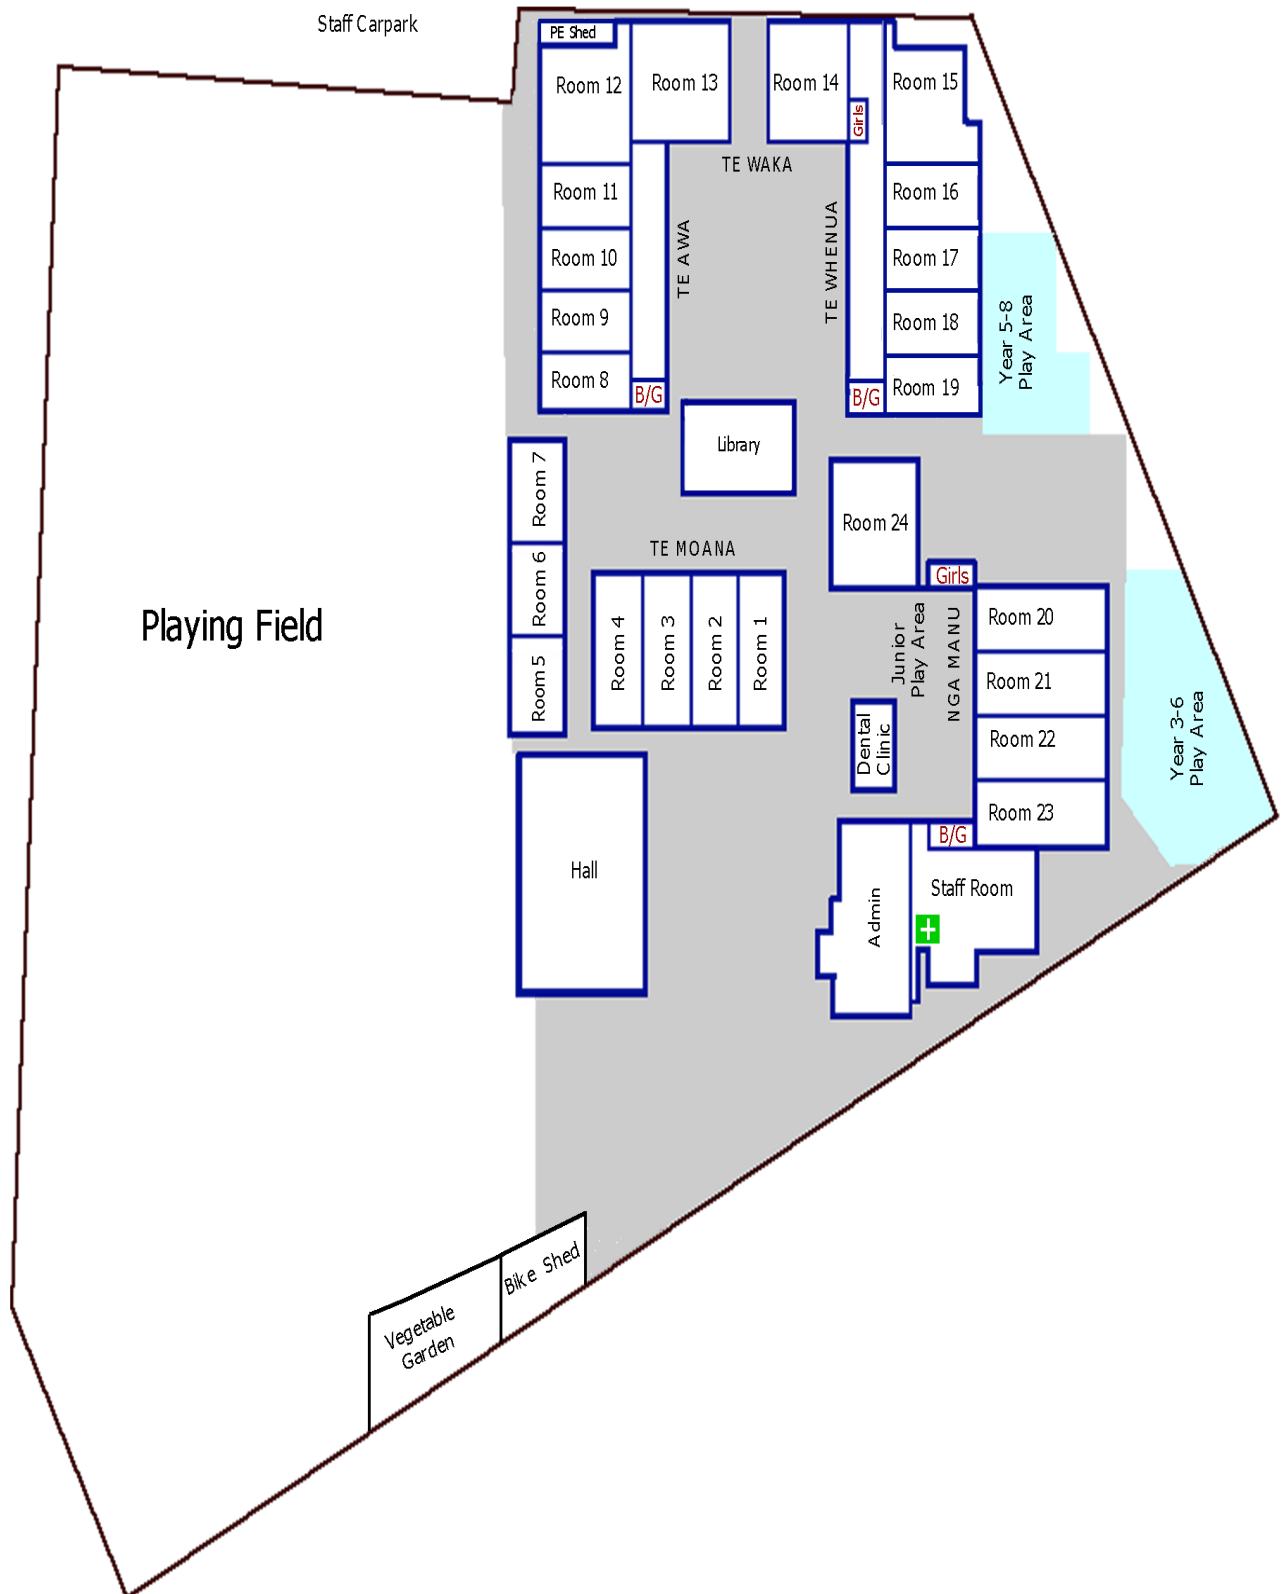 Staff Carpark
PE Shed
Room 12
Room 13
Room 14
Girls
Room 15
TE WAKA
Room 11
Room 16
Room 10
TE AWA
TE WHENUA
Room 17
Room 9
Room 18
Year 5-8
Play Area
Room 8
B/G
B/G
Room 19
Library
Room 7
Room 24
TE MOANA
Room 6
Girls
Playing Field
Room 4
Room 3
Room 2
Room 1
Junior
Play Area
NGA MANU
Room 20
Room 5
Room 21
Dental
Clinic
Room 22
Year 3-6
Play Area
Room 23
B/G
Hall
Admin
Staff Room
Bike Shed
Vegetable
Garden